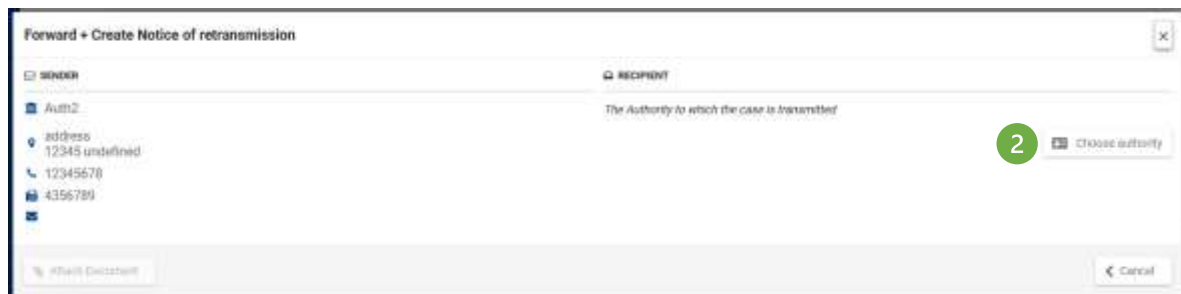 Forward + Create Notice of retransmission
SENDER
Auth2
address
12345 undefined
12345678
4356789
RECIPIENT
The Authority to which the case is transmitted
2
Choose authority
Attach Document
Cancel